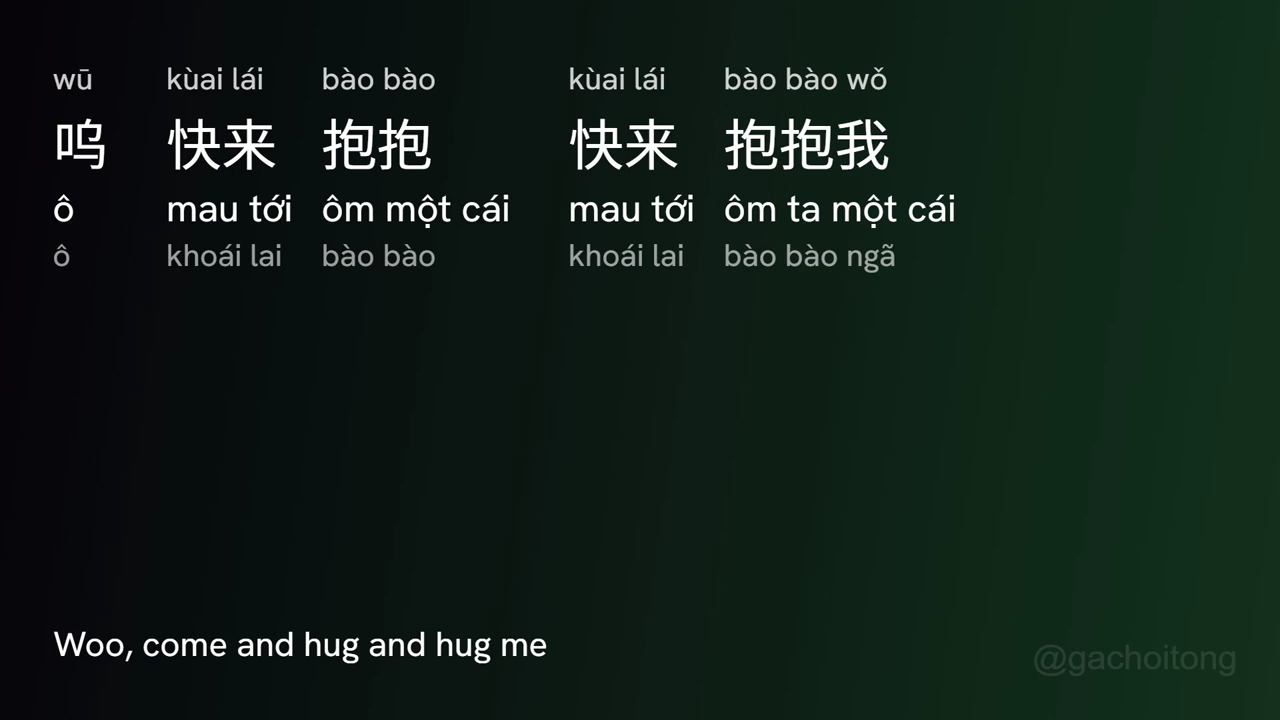 wū kùai lái bào bào kùai lái bào bào wǒ
呜 快来 抱抱 快来 抱抱我
ô mau tới ôm một cái mau tới ôm ta một cái
ô khoái lai bào bào khoái lai bào bào ngã
Woo, come and hug and hug me
@gachoitong